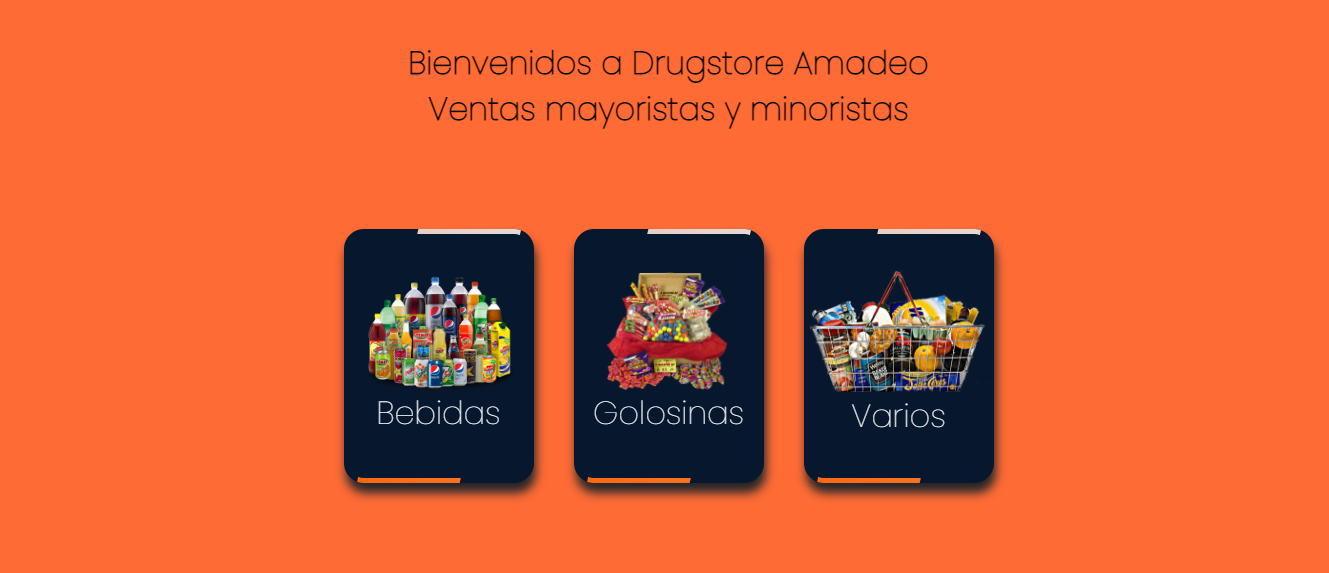 Bienvenidos a Drugstore Amadeo
Ventas mayoristas y minoristas
Bebidas
Golosinas
Varios